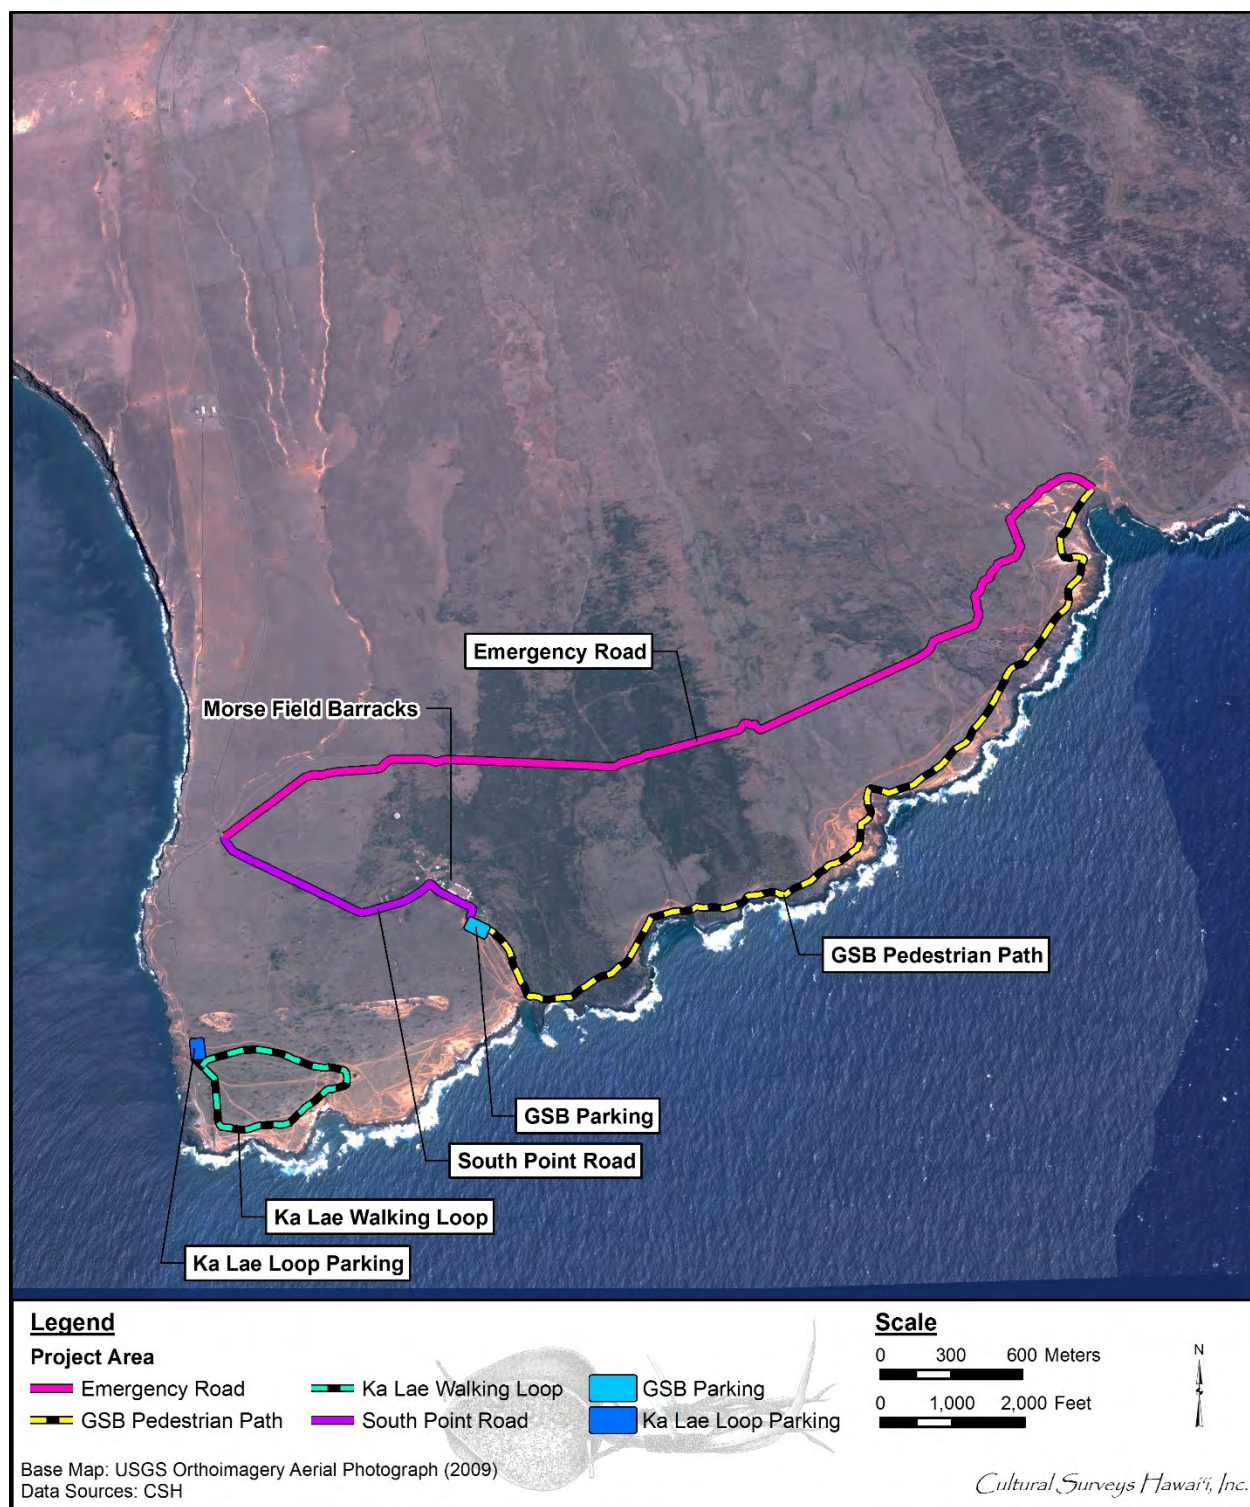 Emergency Road
Morse Field Barracks
GSB Pedestrian Path
GSB Parking
South Point Road
Ka Lae Walking Loop
Ka Lae Loop Parking
Legend
Project Area
Emergency Road
GSB Pedestrian Path
Ka Lae Walking Loop
South Point Road
GSB Parking
Ka Lae Loop Parking
Scale
0 300 600 Meters
0 1,000 2,000 Feet
N
Base Map: USGS Orthoimagery Aerial Photograph (2009)
Data Sources: CSH
Cultural Surveys Hawai‘i, Inc.